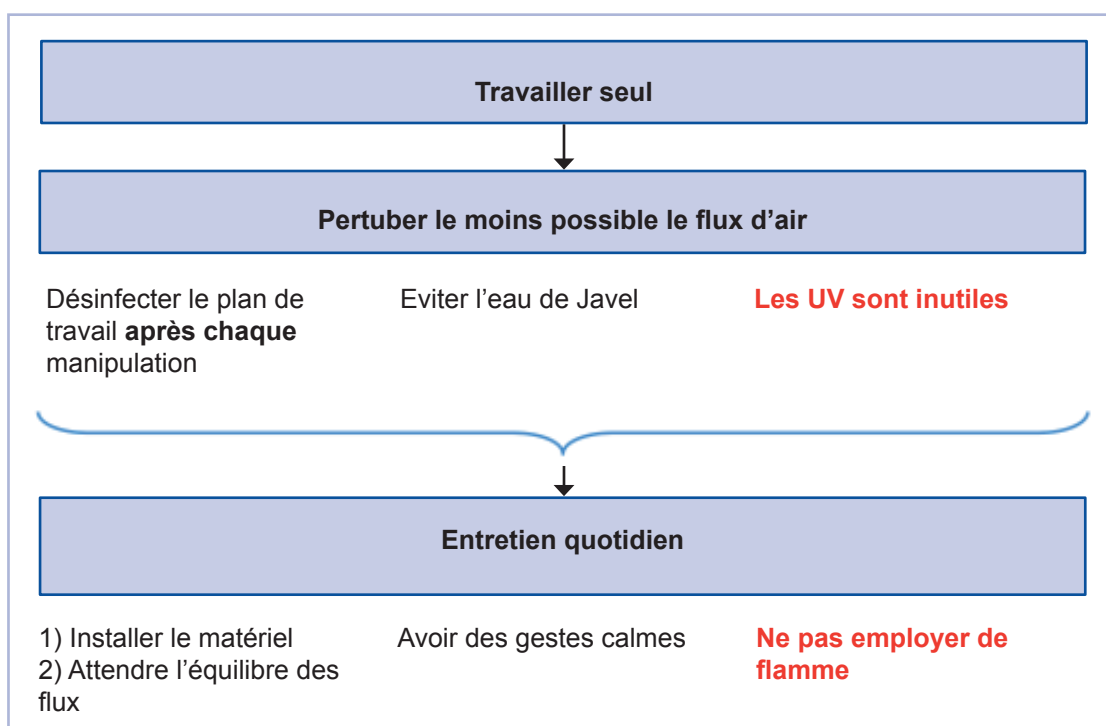 Travailler seul
Pertuber le moins possible le flux d'air
Désinfecter le plan de
travail après chaque
manipulation
Eviter l'eau de Javel
Les UV sont inutiles
Entretien quotidien
1) Installer le matériel
2) Attendre l'équilibre des
flux
Avoir des gestes calmes
Ne pas employer de
flamme